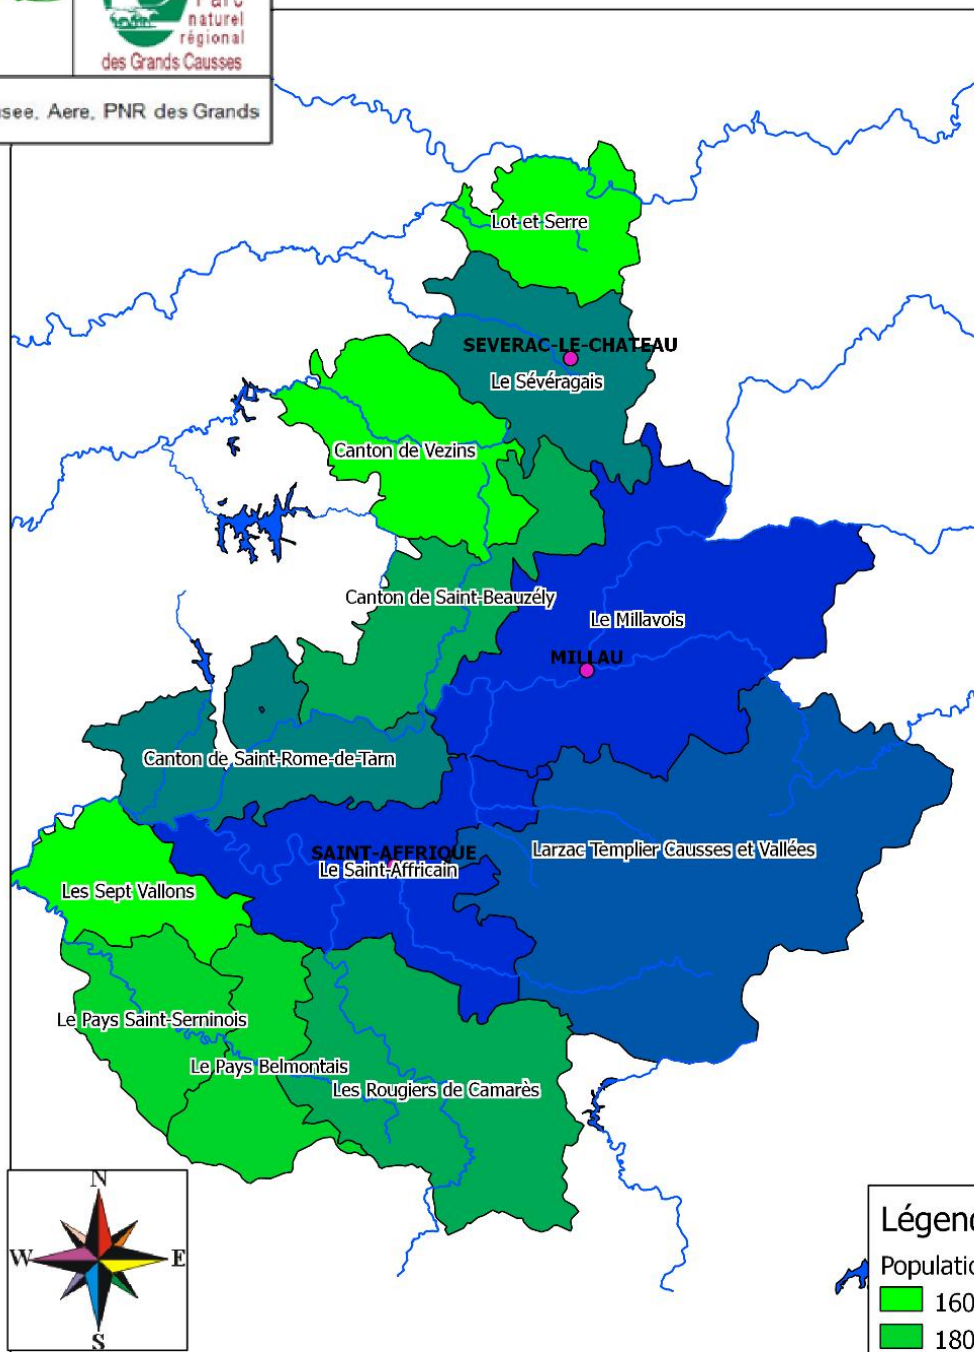 Parc
naturel
régional
des Grands Causses
see, Aere, PNR des Grands
Lot et Serre
SEVERAC-LE-CHATEAU
Le Sévéragais
Canton de Vezins
Canton de Saint-Beauzély
Le Millavois
MILLAU
Canton de Saint-Rome-de-Tarn
SAINT-AFFRIQUE
Larzac Templier Causses et Vallées
Le Saint-Affricain
Les Sept Vallons
Le Pays Saint-Serninois
Le Pays Belmontais
Les Rougiers de Camarès
N
W E
S
Légen
Populatio
160
180